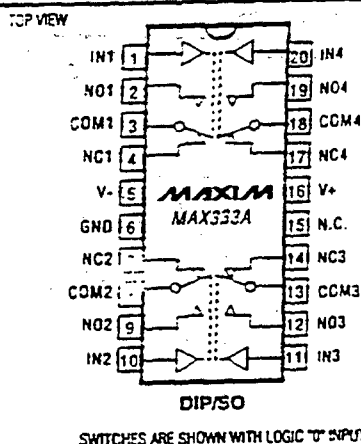 TOP VIEW
IN1 1
20 IN4
NO1 2
19 NO4
COM1 3
18 COM4
NC1 4
17 NC4
V- 5
MAXIM
16 V+
GND 6
MAX333A
15 N.C.
NC2
14 NC3
COM2
13 COM3
NO2 9
12 NO3
IN2 10
11 IN3
DIP/SO
SWITCHES ARE SHOWN WITH LOGIC "0" INPUT